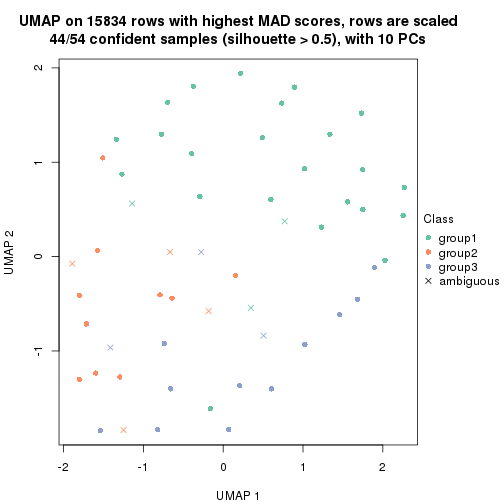 UMAP on 15834 rows with highest MAD scores, rows are scaled
44/54 confident samples (silhouette > 0.5), with 10 PCs
2
1
0
-1
UMAP 2
-2
-1
0
1
2
UMAP 1
Class
group1
group2
group3
ambiguous